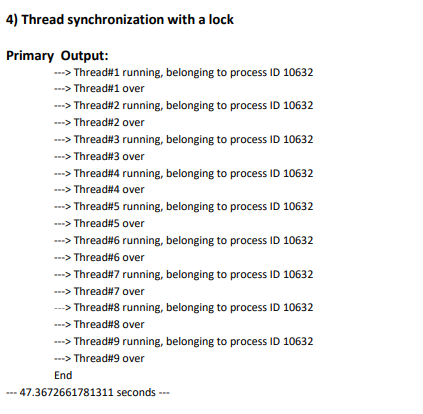 4) Thread synchronization with a lock
Primary Output:
---> Thread#1 running, belonging to process ID 10632
---> Thread#1 over
---> Thread#2 running, belonging to process ID 10632
---> Thread#2 over
---> Thread#3 running, belonging to process ID 10632
---> Thread#3 over
---> Thread#4 running, belonging to process ID 10632
---> Thread#4 over
---> Thread#5 running, belonging to process ID 10632
---> Thread#5 over
---> Thread#6 running, belonging to process ID 10632
---> Thread#6 over
---> Thread#7 running, belonging to process ID 10632
---> Thread#7 over
---> Thread#8 running, belonging to process ID 10632
---> Thread#8 over
---> Thread#9 running, belonging to process ID 10632
---> Thread#9 over
End
--- 47.3672661781311 seconds ---